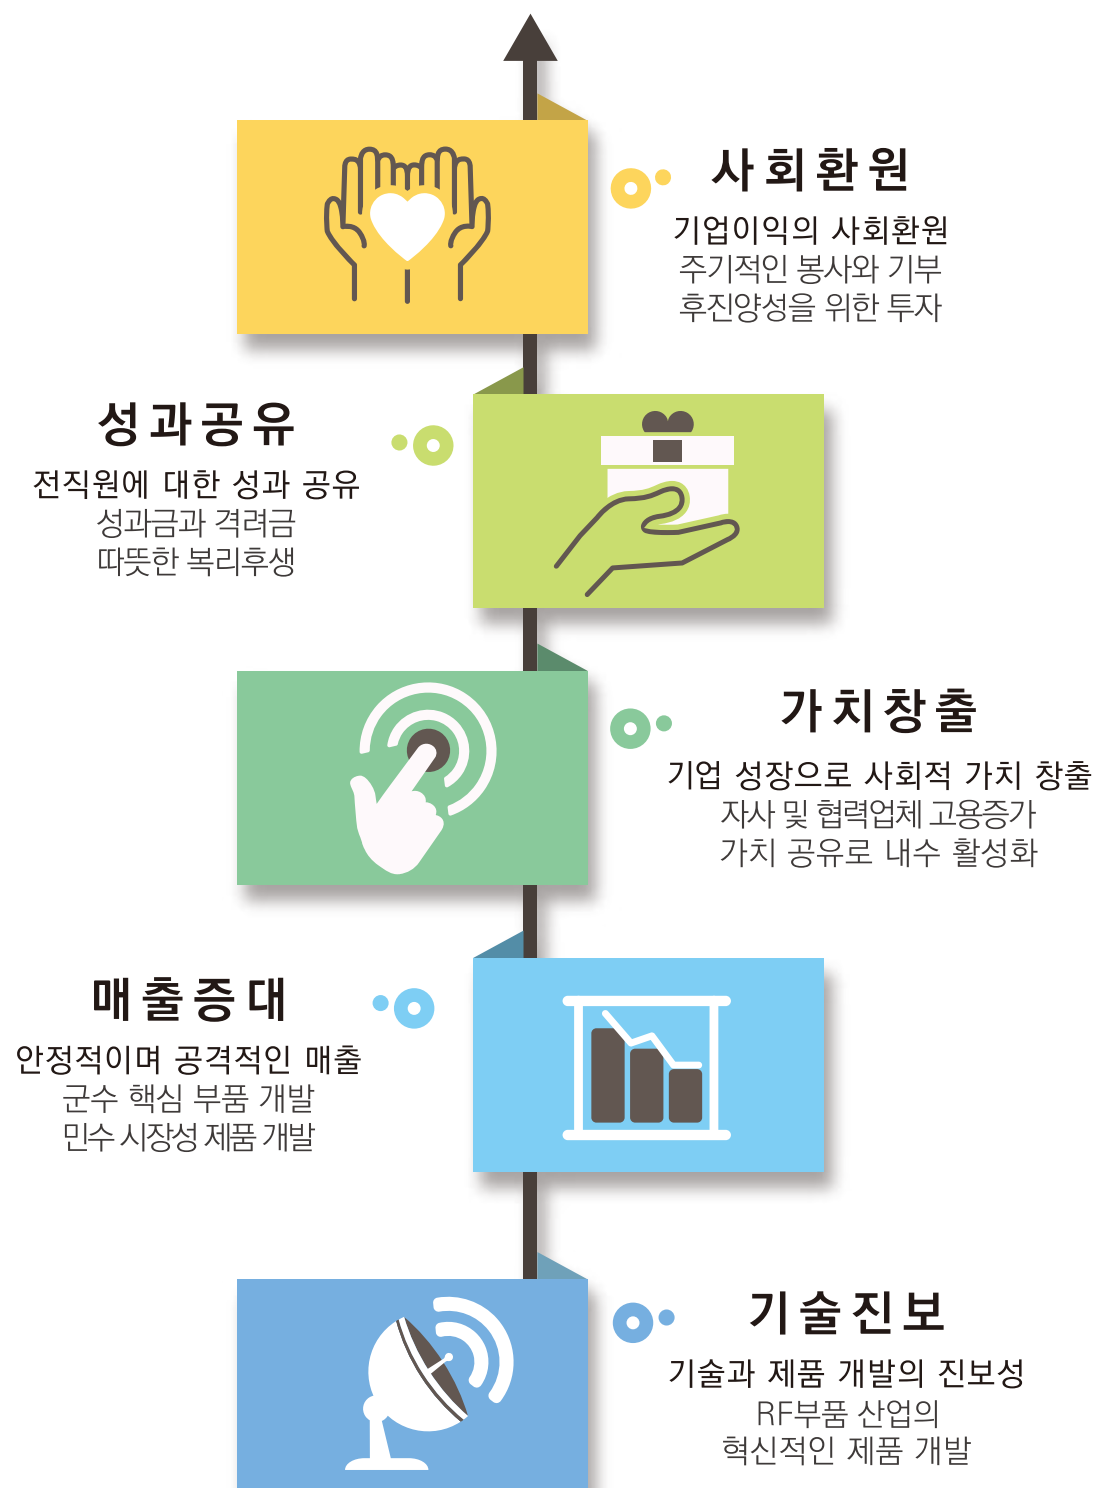 사회환원
기업이익의 사회환원
주기적인 봉사와 기부
후진양성을 위한 투자
성과공유
전직원에 대한 성과 공유
성과금과 격려금
따뜻한 복리후생
가치창출
기업 성장으로 사회적 가치 창출
자사 및 협력업체 고용증가
가치 공유로 내수 활성화
매출증대
안정적이며 공격적인 매출
군수 핵심 부품 개발
민수 시장성 제품 개발
기술진보
기술과 제품 개발의 진보성
RF부품 산업의
혁신적인 제품 개발